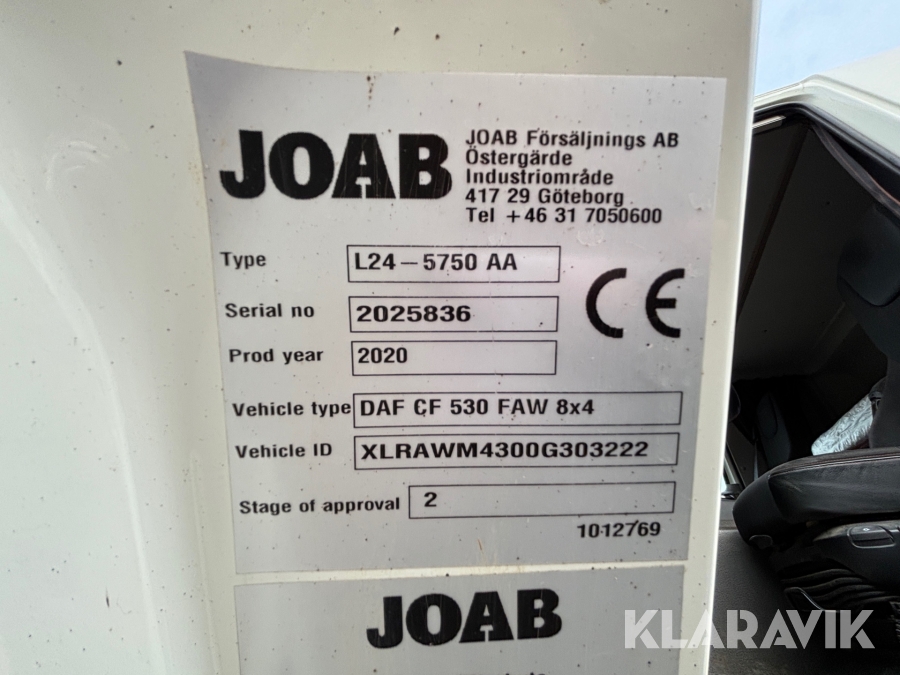 JOAB
JOAB Försäljnings AB
Östergärde
Industriområde
417 29 Göteborg
Tel +46 31 7050600
Type L24-5750 AA
Serial no 2025836
Prod year 2020
CE
Vehicle type DAF CF 530 FAW 8x4
Vehicle ID XLRAWM4300G303222
Stage of approval 2
1012769
JOAB
KLARAVIK